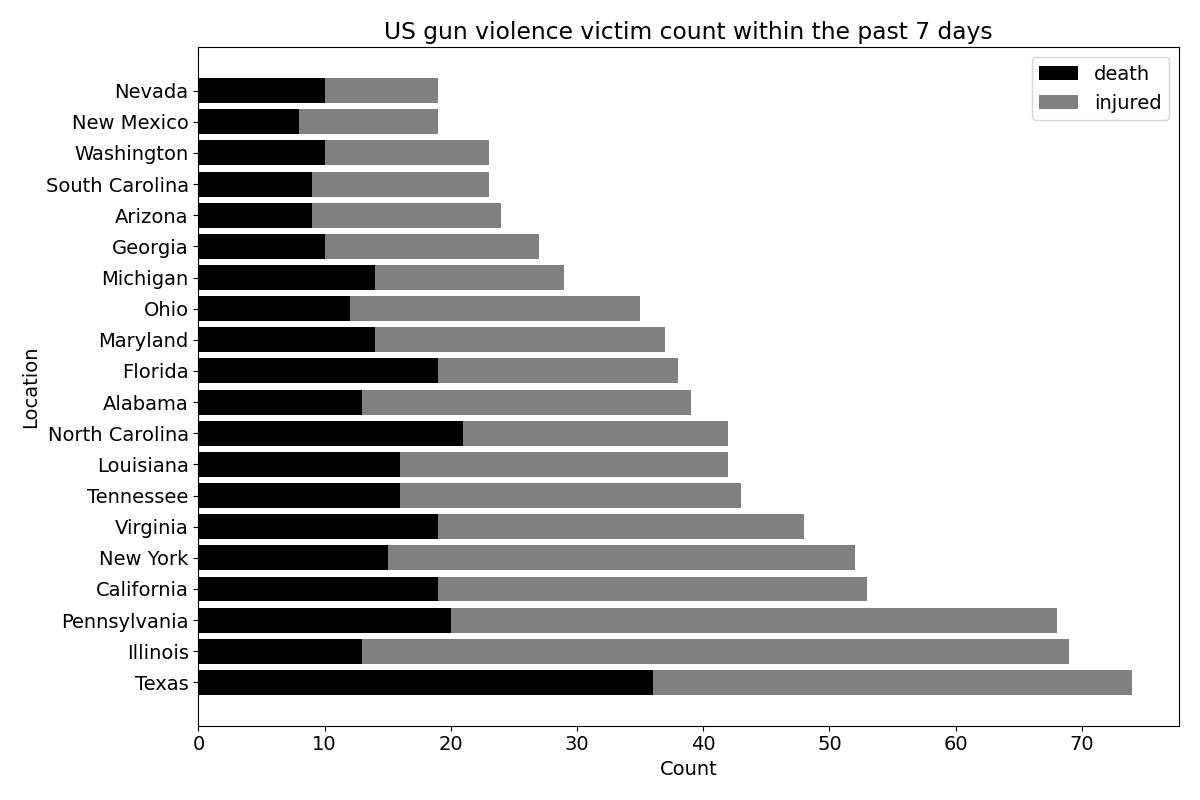 US gun violence victim count within the past 7 days
death
injured
Nevada
New Mexico
Washington
South Carolina
Arizona
Georgia
Michigan
Ohio
Maryland
Florida
Alabama
North Carolina
Louisiana
Tennessee
Virginia
New York
California
Pennsylvania
Illinois
Texas
Location
0 10 20 30 40 50 60 70
Count